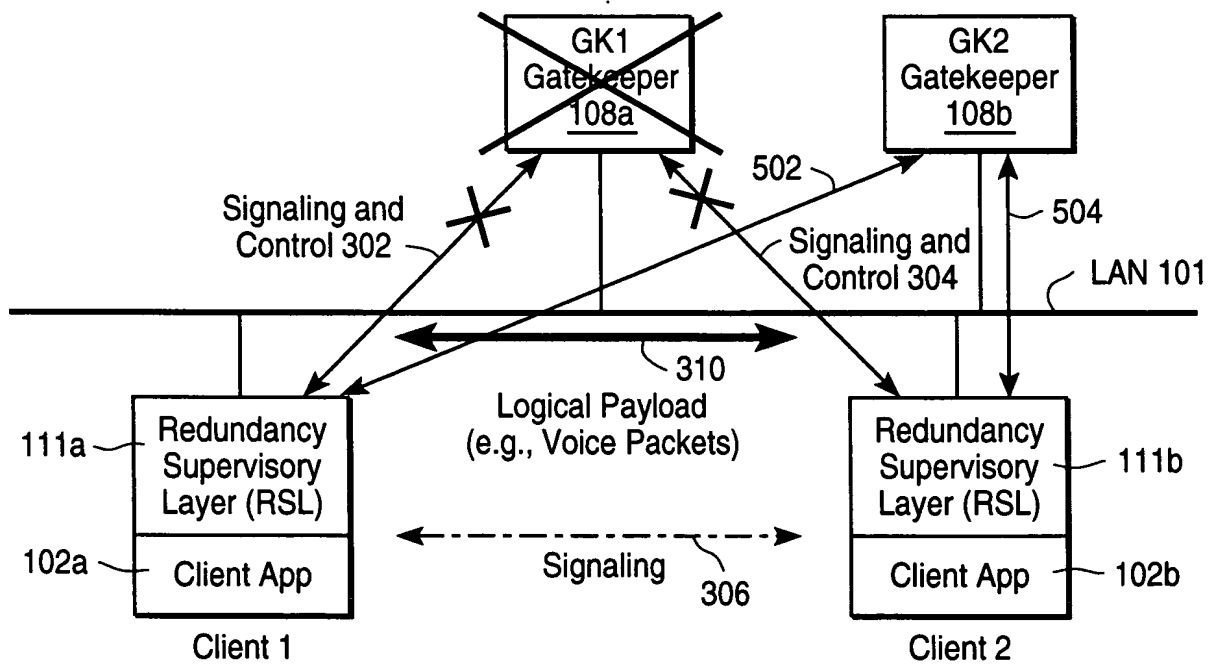 GK1
Gatekeeper
108a
GK2
Gatekeeper
108b
502
504
Signaling and
Control 302
Signaling and
Control 304
LAN 101
310
Logical Payload
(e.g., Voice Packets)
111a
Redundancy
Supervisory
Layer (RSL)
Redundancy
Supervisory
Layer (RSL)
111b
102a
Client App
Signaling
306
Client App
102b
Client 1
Client 2